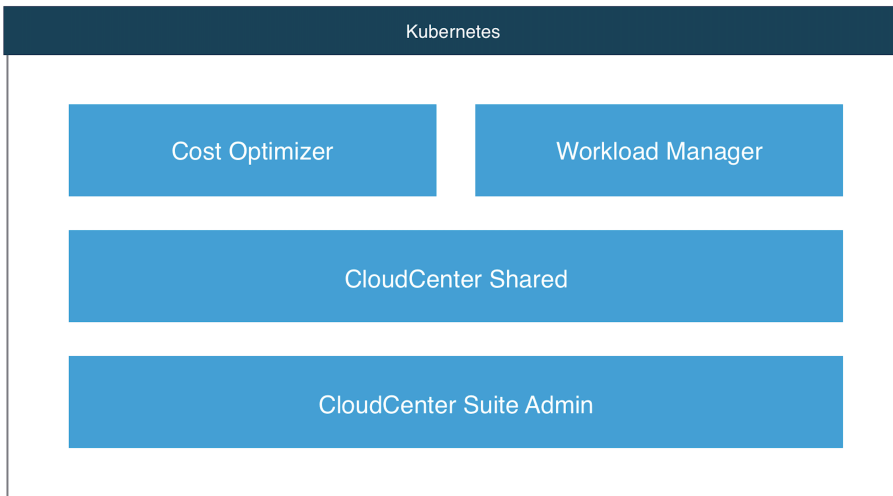 Kubernetes
Cost Optimizer
Workload Manager
CloudCenter Shared
CloudCenter Suite Admin